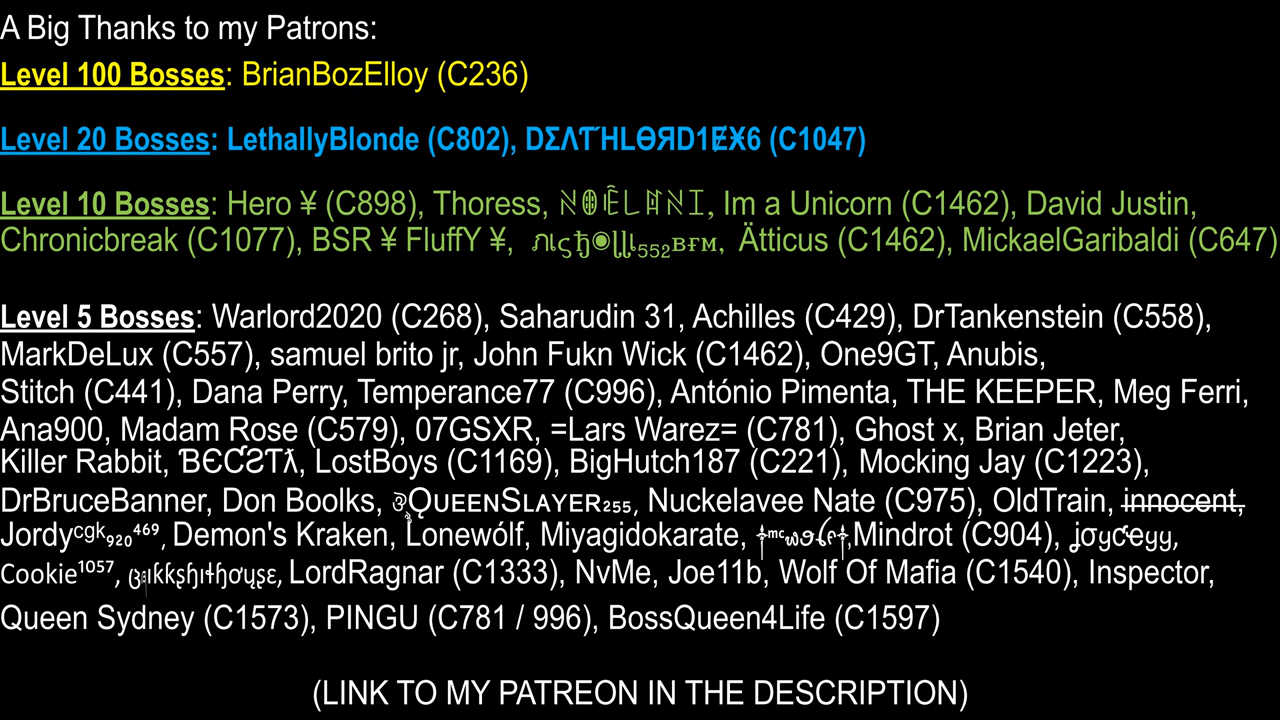 A Big Thanks to my Patrons:
Level 100 Bosses: BrianBozElloy (C236)
Level 20 Bosses: LethallyBlonde (C802), DΣΛΤΉLӨЯD1ɆӾ6 (C1047)
Level 10 Bosses: Hero ¥ (C898), Thoress, Im a Unicorn (C1462), David Justin,
Chronicbreak (C1077), BSR ¥ FluffY ¥, Ätticus (C1462), MickaelGaribaldi (C647)
Level 5 Bosses: Warlord2020 (C268), Saharudin 31, Achilles (C429), DrTankenstein (C558),
MarkDeLux (C557), samuel brito jr, John Fukn Wick (C1462), One9GT, Anubis,
Stitch (C441), Dana Perry, Temperance77 (C996), António Pimenta, THE KEEPER, Meg Ferri,
Ana900, Madam Rose (C579), 07GSXR, =Lars Warez= (C781), Ghost x, Brian Jeter,
Killer Rabbit, ƁЄƇƧƬƛ, LostBoys (C1169), BigHutch187 (C221), Mocking Jay (C1223),
DrBruceBanner, Don Boolks, QᴜᴇᴇɴSʟᴀʏᴇʀ₂₅₅, Nuckelavee Nate (C975), OldTrain, i̶n̶n̶o̶c̶e̶n̶t̶,
Jordyᶜᵍᵏ₉₂₀⁴⁶⁹, Demon's Kraken, Lonewólf, Miyagidokarate, Mindrot (C904), ʝσყƈҽყყ,
Cookie¹⁰⁵⁷, LordRagnar (C1333), NvMe, Joe11b, Wolf Of Mafia (C1540), Inspector,
Queen Sydney (C1573), PINGU (C781 / 996), BossQueen4Life (C1597)
(LINK TO MY PATREON IN THE DESCRIPTION)